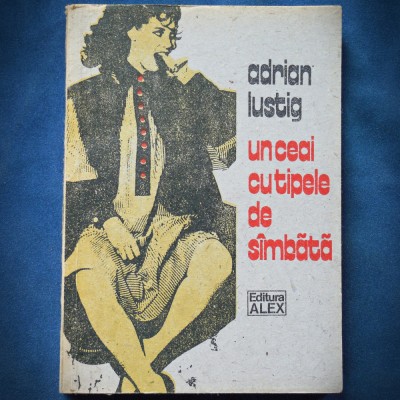 adrian
lustig
un ceai
cu tipele
de
sîmbătă
Editura
ALEX